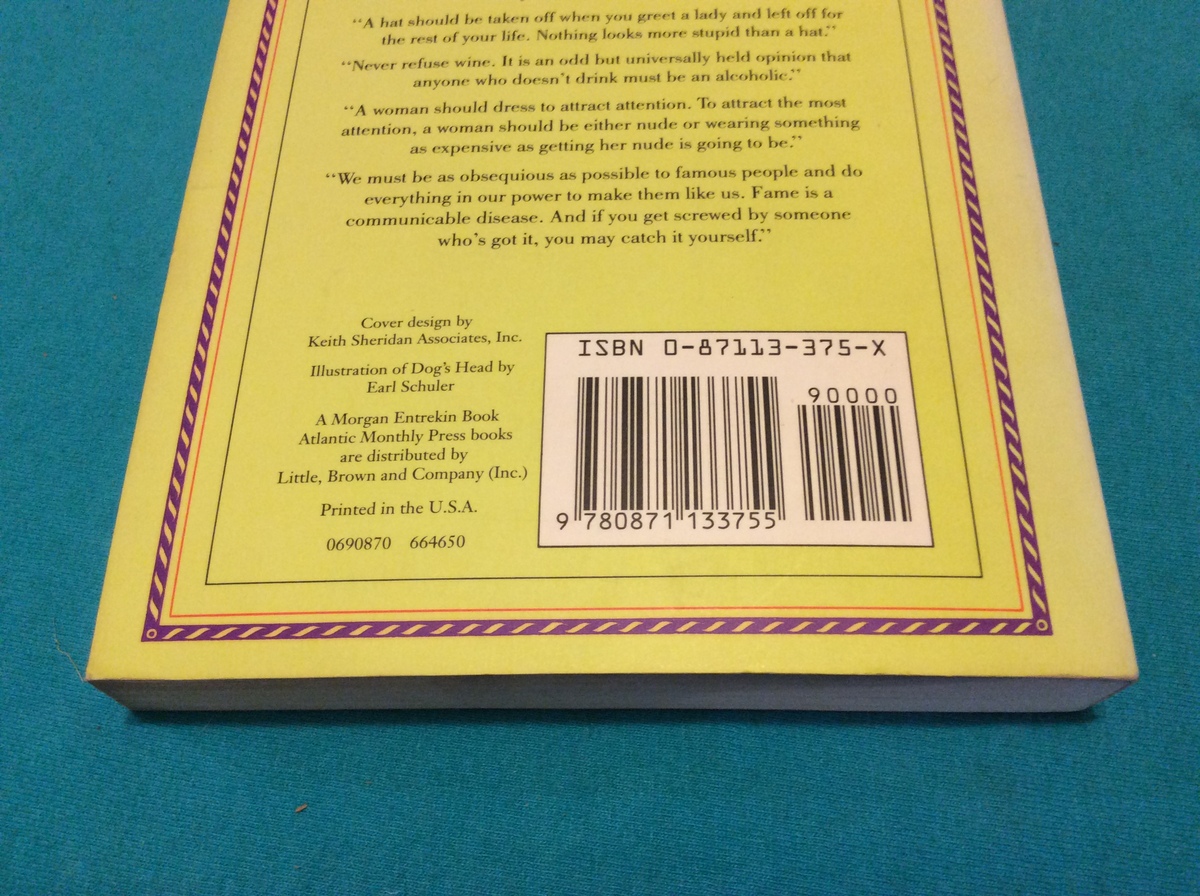 “A hat should be taken off when you greet a lady and left off for
the rest of your life. Nothing looks more stupid than a hat.”
“Never refuse wine. It is an odd but universally held opinion that
anyone who doesn’t drink must be an alcoholic.”
“A woman should dress to attract attention. To attract the most
attention, a woman should be either nude or wearing something
as expensive as getting her nude is going to be.”
“We must be as obsequious as possible to famous people and do
everything in our power to make them like us. Fame is a
communicable disease. And if you get screwed by someone
who’s got it, you may catch it yourself.”
Cover design by
Keith Sheridan Associates, Inc.
Illustration of Dog’s Head by
Earl Schuler
A Morgan Entrekin Book
Atlantic Monthly Press books
are distributed by
Little, Brown and Company (Inc.)
Printed in the U.S.A.
0690870 664650
ISBN 0-87113-375-X
90000
9 780871 133755